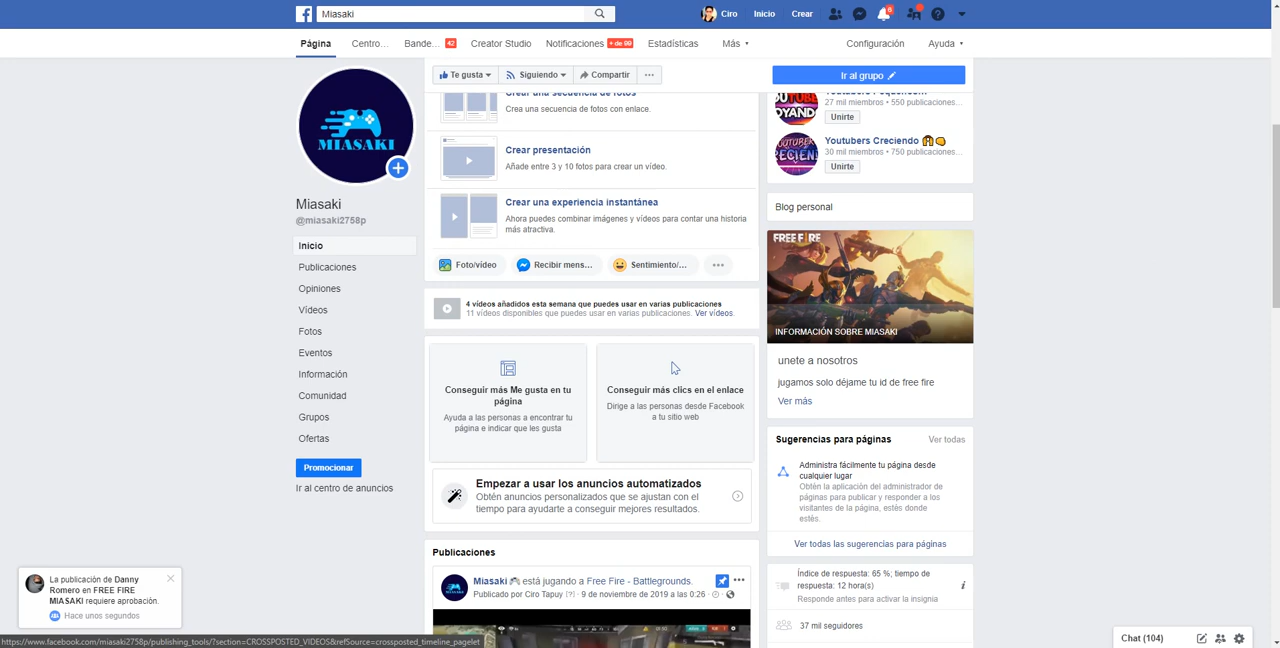 Miasaki
Ciro
Inicio
Crear
6
Página
Centro...
Bande...
42
Creator Studio
Notificaciones
+ de 99
Estadísticas
Más
Configuración
Ayuda
MIASAKI
Miasaki
@miasaki2758p
Inicio
Publicaciones
Opiniones
Vídeos
Fotos
Eventos
Información
Comunidad
Grupos
Ofertas
Promocionar
Ir al centro de anuncios
Te gusta
Siguiendo
Compartir
Ir al grupo
Crear una secuencia de fotos
Crea una secuencia de fotos con enlace.
Crear presentación
Añade entre 3 y 10 fotos para crear un vídeo.
Crear una experiencia instantánea
Ahora puedes combinar imágenes y vídeos para contar una historia
más atractiva.
Foto/vídeo
Recibir mens...
Sentimiento/...
4 vídeos añadidos esta semana que puedes usar en varias publicaciones
11 vídeos disponibles que puedes usar en varias publicaciones. Ver vídeos.
Conseguir más Me gusta en tu
página
Ayuda a las personas a encontrar tu
página e indicar que les gusta
Conseguir más clics en el enlace
Dirige a las personas desde Facebook
a tu sitio web
Empezar a usar los anuncios automatizados
Obtén anuncios personalizados que se ajustan con el
tiempo para ayudarte a conseguir mejores resultados.
Publicaciones
Miasaki está jugando a Free Fire - Battlegrounds.
Publicado por Ciro Tapuy [?] · 9 de noviembre de 2019 a las 0:26 ·
27 mil miembros • 550 publicaciones...
Unirte
Youtubers Creciendo
30 mil miembros • 750 publicaciones...
Unirte
Blog personal
FREE FIRE
INFORMACIÓN SOBRE MIASAKI
unete a nosotros
jugamos solo déjame tu id de free fire
Ver más
Sugerencias para páginas
Ver todas
Administra fácilmente tu página desde
cualquier lugar
Obtén la aplicación del administrador de
páginas para publicar y responder a los
visitantes de la página, estés donde
estés.
Ver todas las sugerencias para páginas
Índice de respuesta: 65 %; tiempo de
respuesta: 12 hora(s)
Responde antes para activar la insignia
37 mil seguidores
La publicación de Danny
Romero en FREE FIRE
MIASAKI requiere aprobación.
Hace unos segundos
https://www.facebook.com/miasaki2758p/publishing_tools/?section=CROSSPOSTED_VIDEOS&refSource=crossposted_timeline_pagelet
Chat (104)